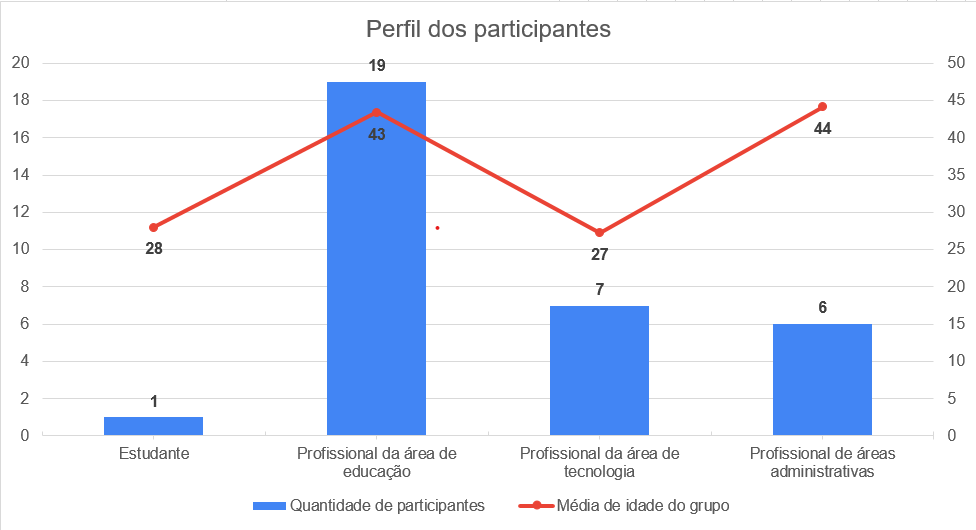 Perfil dos participantes
20 50
18 45
16 40
14 35
12 30
10 25
8 20
6 15
4 10
2 5
0 0
19
43
44
28
27
7
6
1
Estudante
Profissional da área de
educação
Profissional da área de
tecnologia
Profissional de áreas
administrativas
Quantidade de participantes Média de idade do grupo